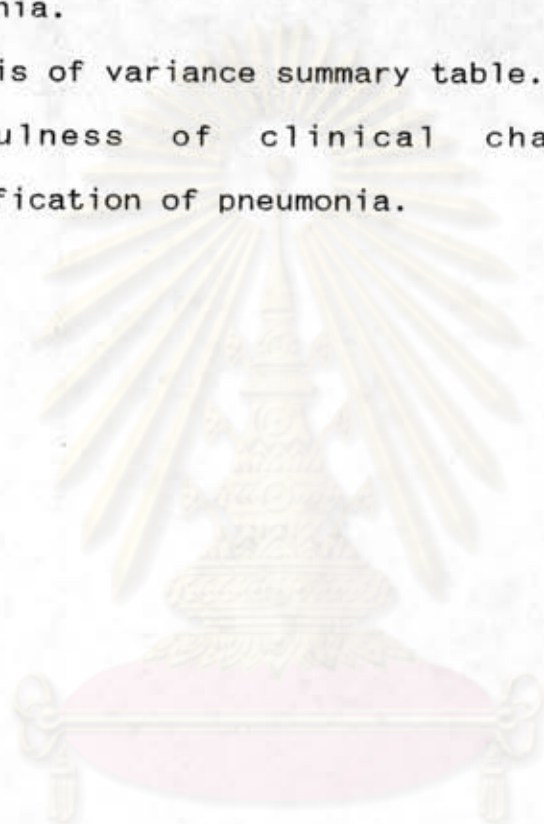 nia.
is of variance summary table.
ulness of clinical cha
fication of pneumonia.